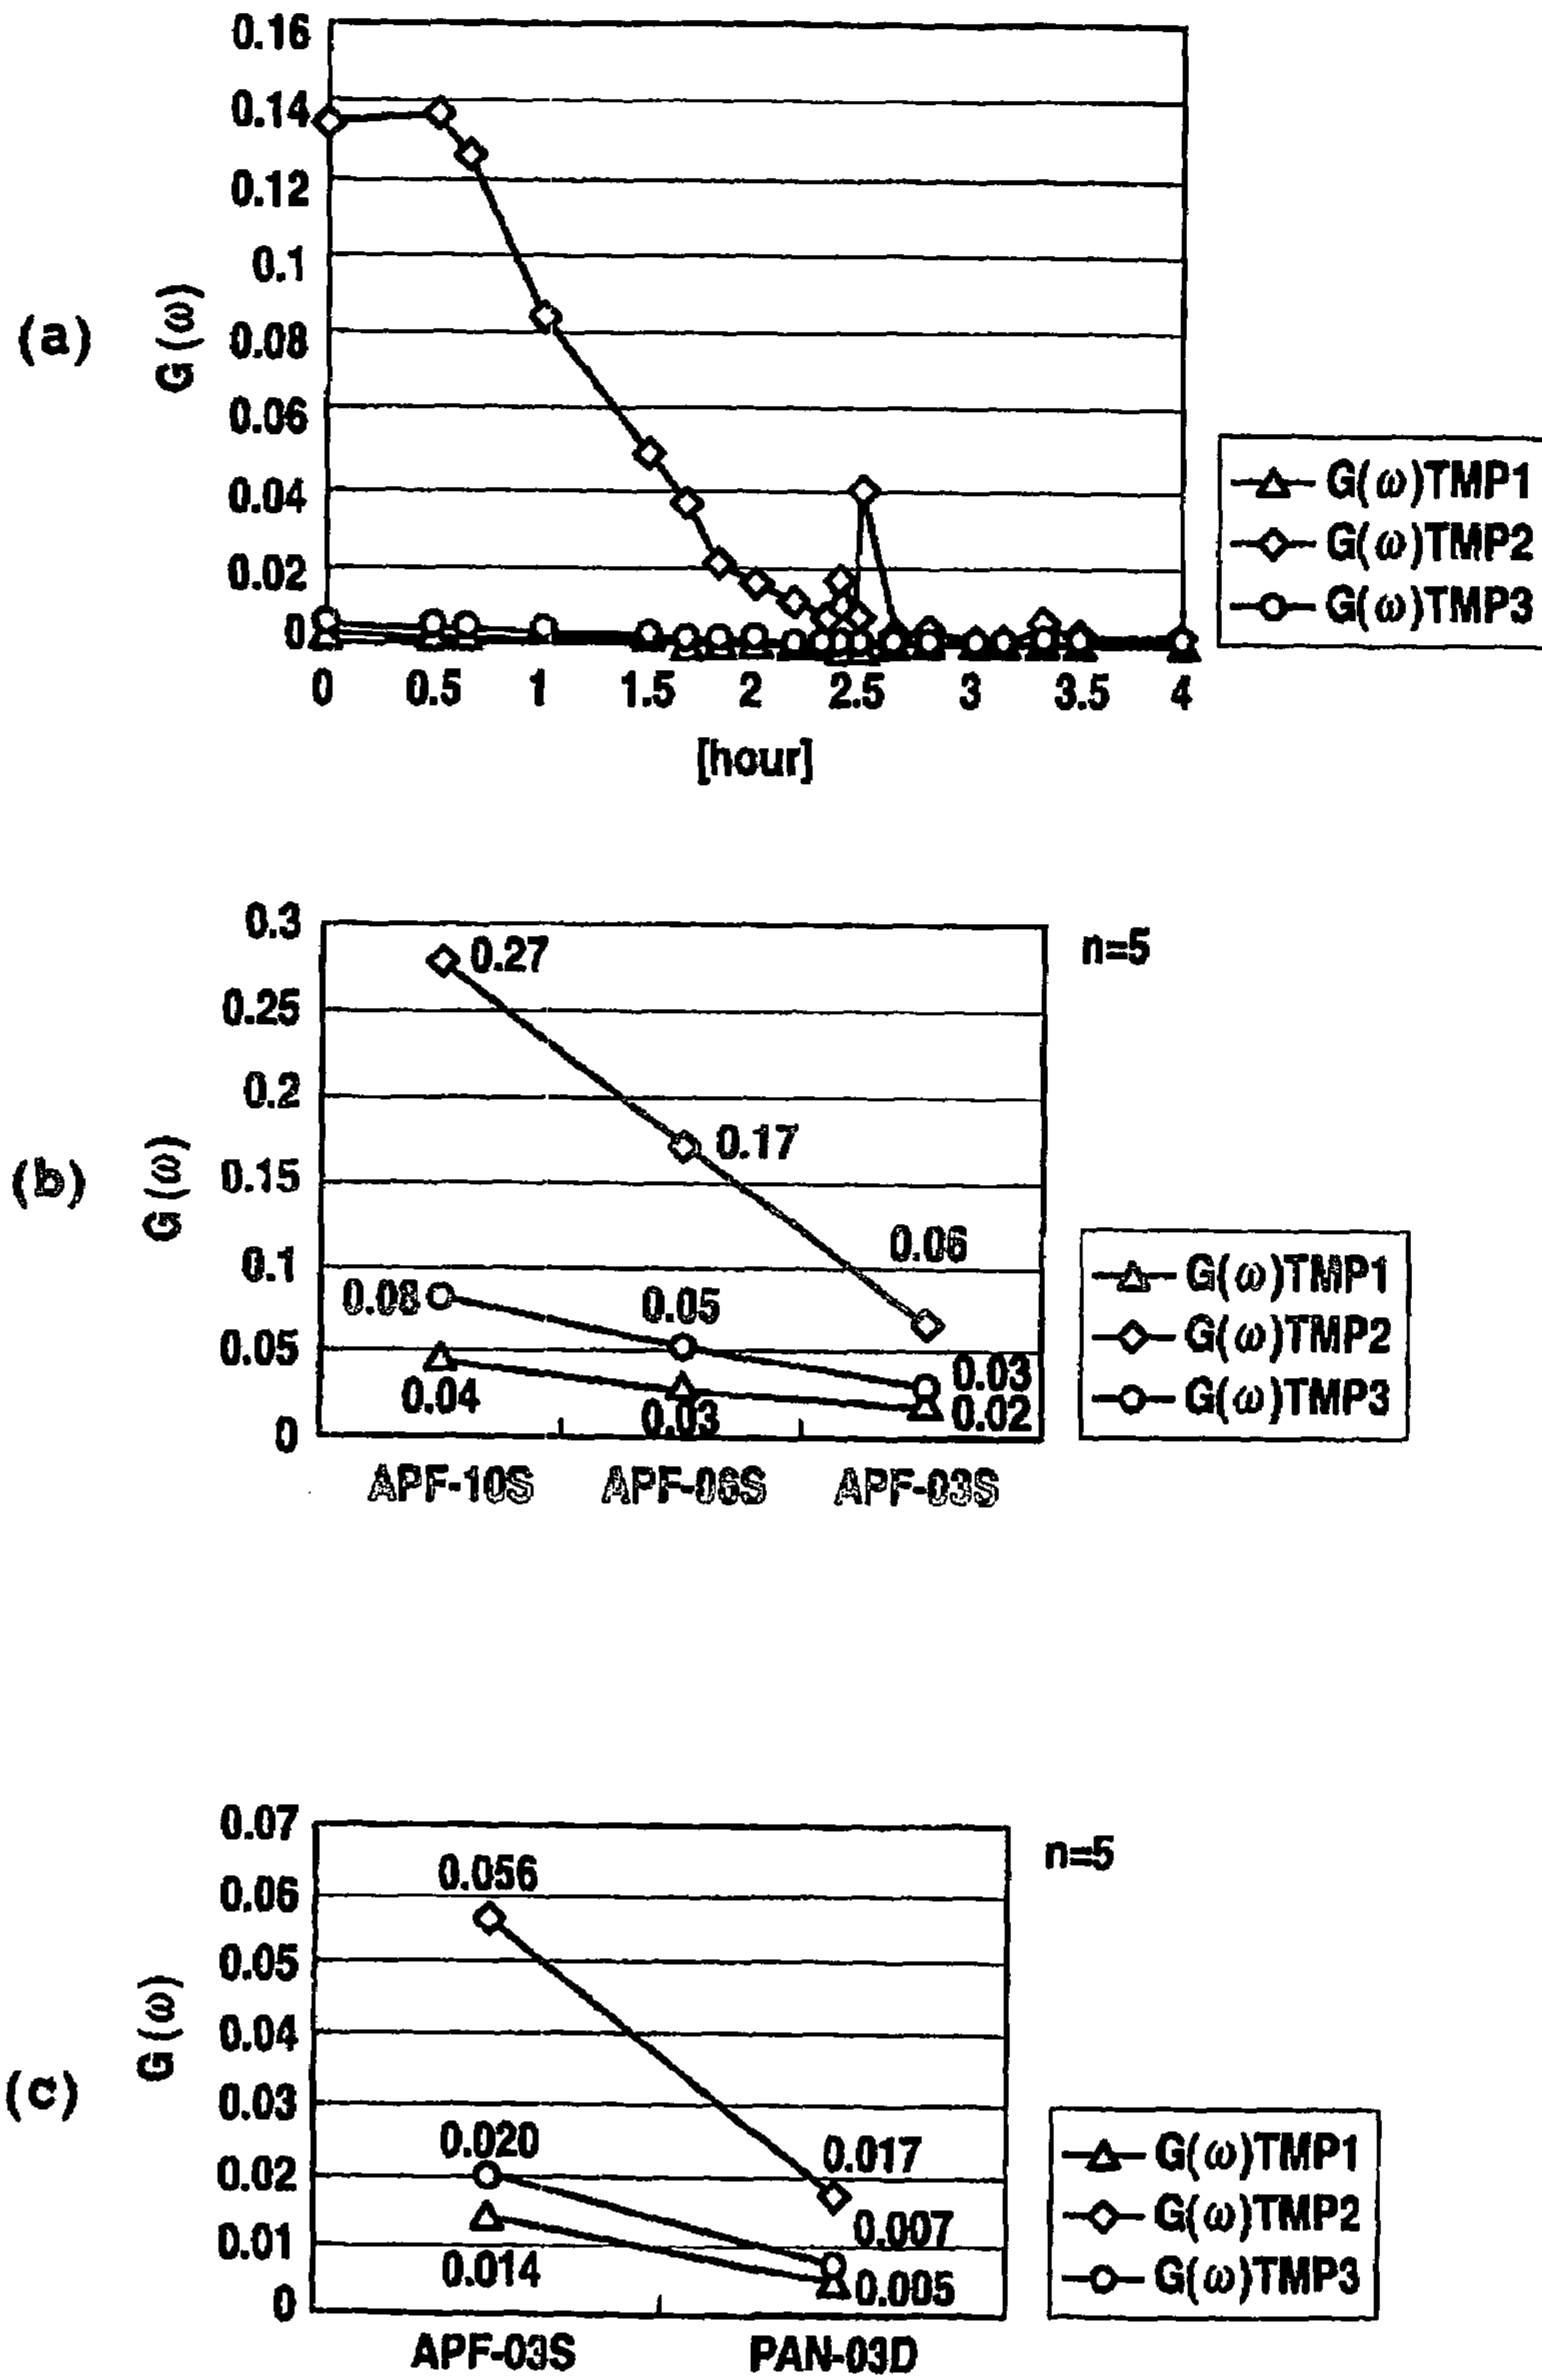 (a)
G(ω)
0.16
0.14
0.12
0.1
0.08
0.06
0.04
0.02
0
0 0.5 1 1.5 2 2.5 3 3.5 4
[hour]
G(ω)TMP1
G(ω)TMP2
G(ω)TMP3
(b)
G(ω)
0.3
0.25
0.2
0.15
0.1
0.05
0
n=5
0.27
0.17
0.06
0.08
0.05
0.03
0.04
0.03
0.02
APF-10S APF-06S APF-03S
G(ω)TMP1
G(ω)TMP2
G(ω)TMP3
(c)
G(ω)
0.07
0.06
0.05
0.04
0.03
0.02
0.01
0
n=5
0.056
0.017
0.020
0.007
0.014
0.005
APF-03S PAN-03D
G(ω)TMP1
G(ω)TMP2
G(ω)TMP3